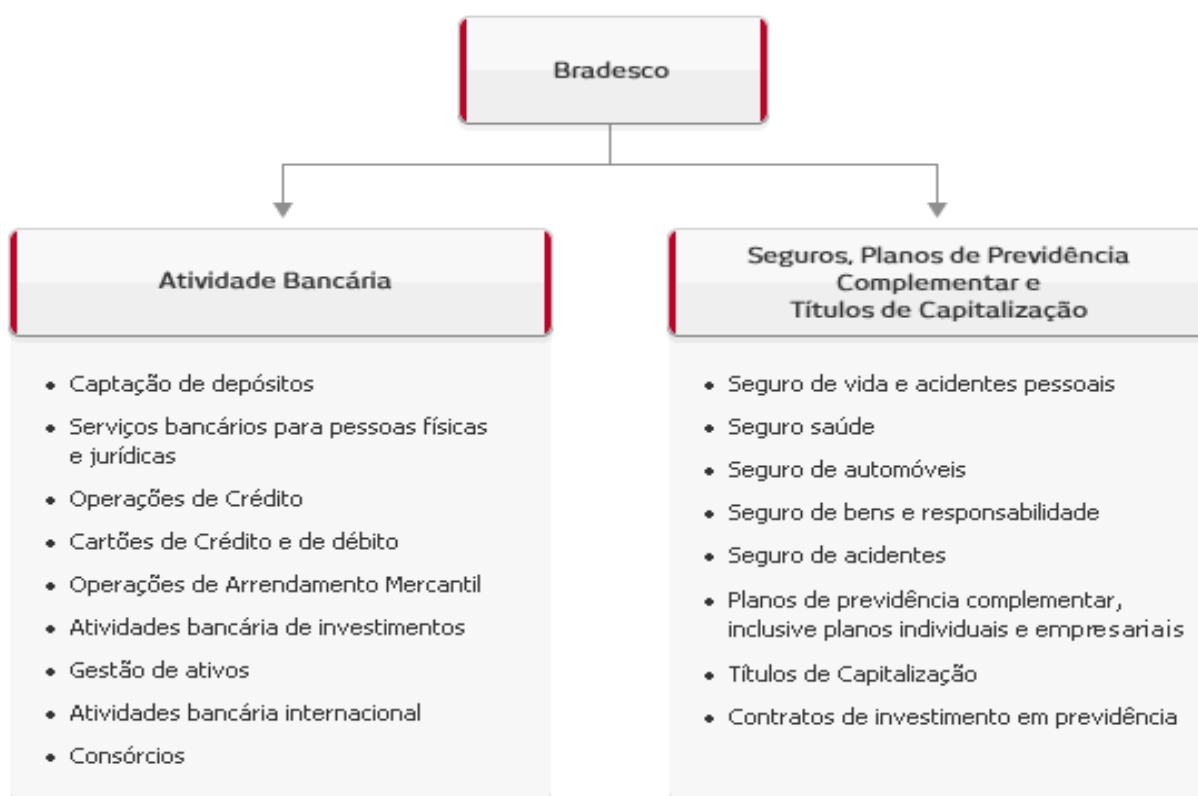 Bradesco
Atividade Bancária
• Captação de depósitos
• Serviços bancários para pessoas físicas
e jurídicas
• Operações de Crédito
• Cartões de Crédito e de débito
• Operações de Arrendamento Mercantil
• Atividades bancária de investimentos
• Gestão de ativos
• Atividades bancária internacional
• Consórcios
Seguros, Planos de Previdência
Complementar e
Títulos de Capitalização
• Seguro de vida e acidentes pessoais
• Seguro saúde
• Seguro de automóveis
• Seguro de bens e responsabilidade
• Seguro de acidentes
• Planos de previdência complementar,
inclusive planos individuais e empresariais
• Títulos de Capitalização
• Contratos de investimento em previdência